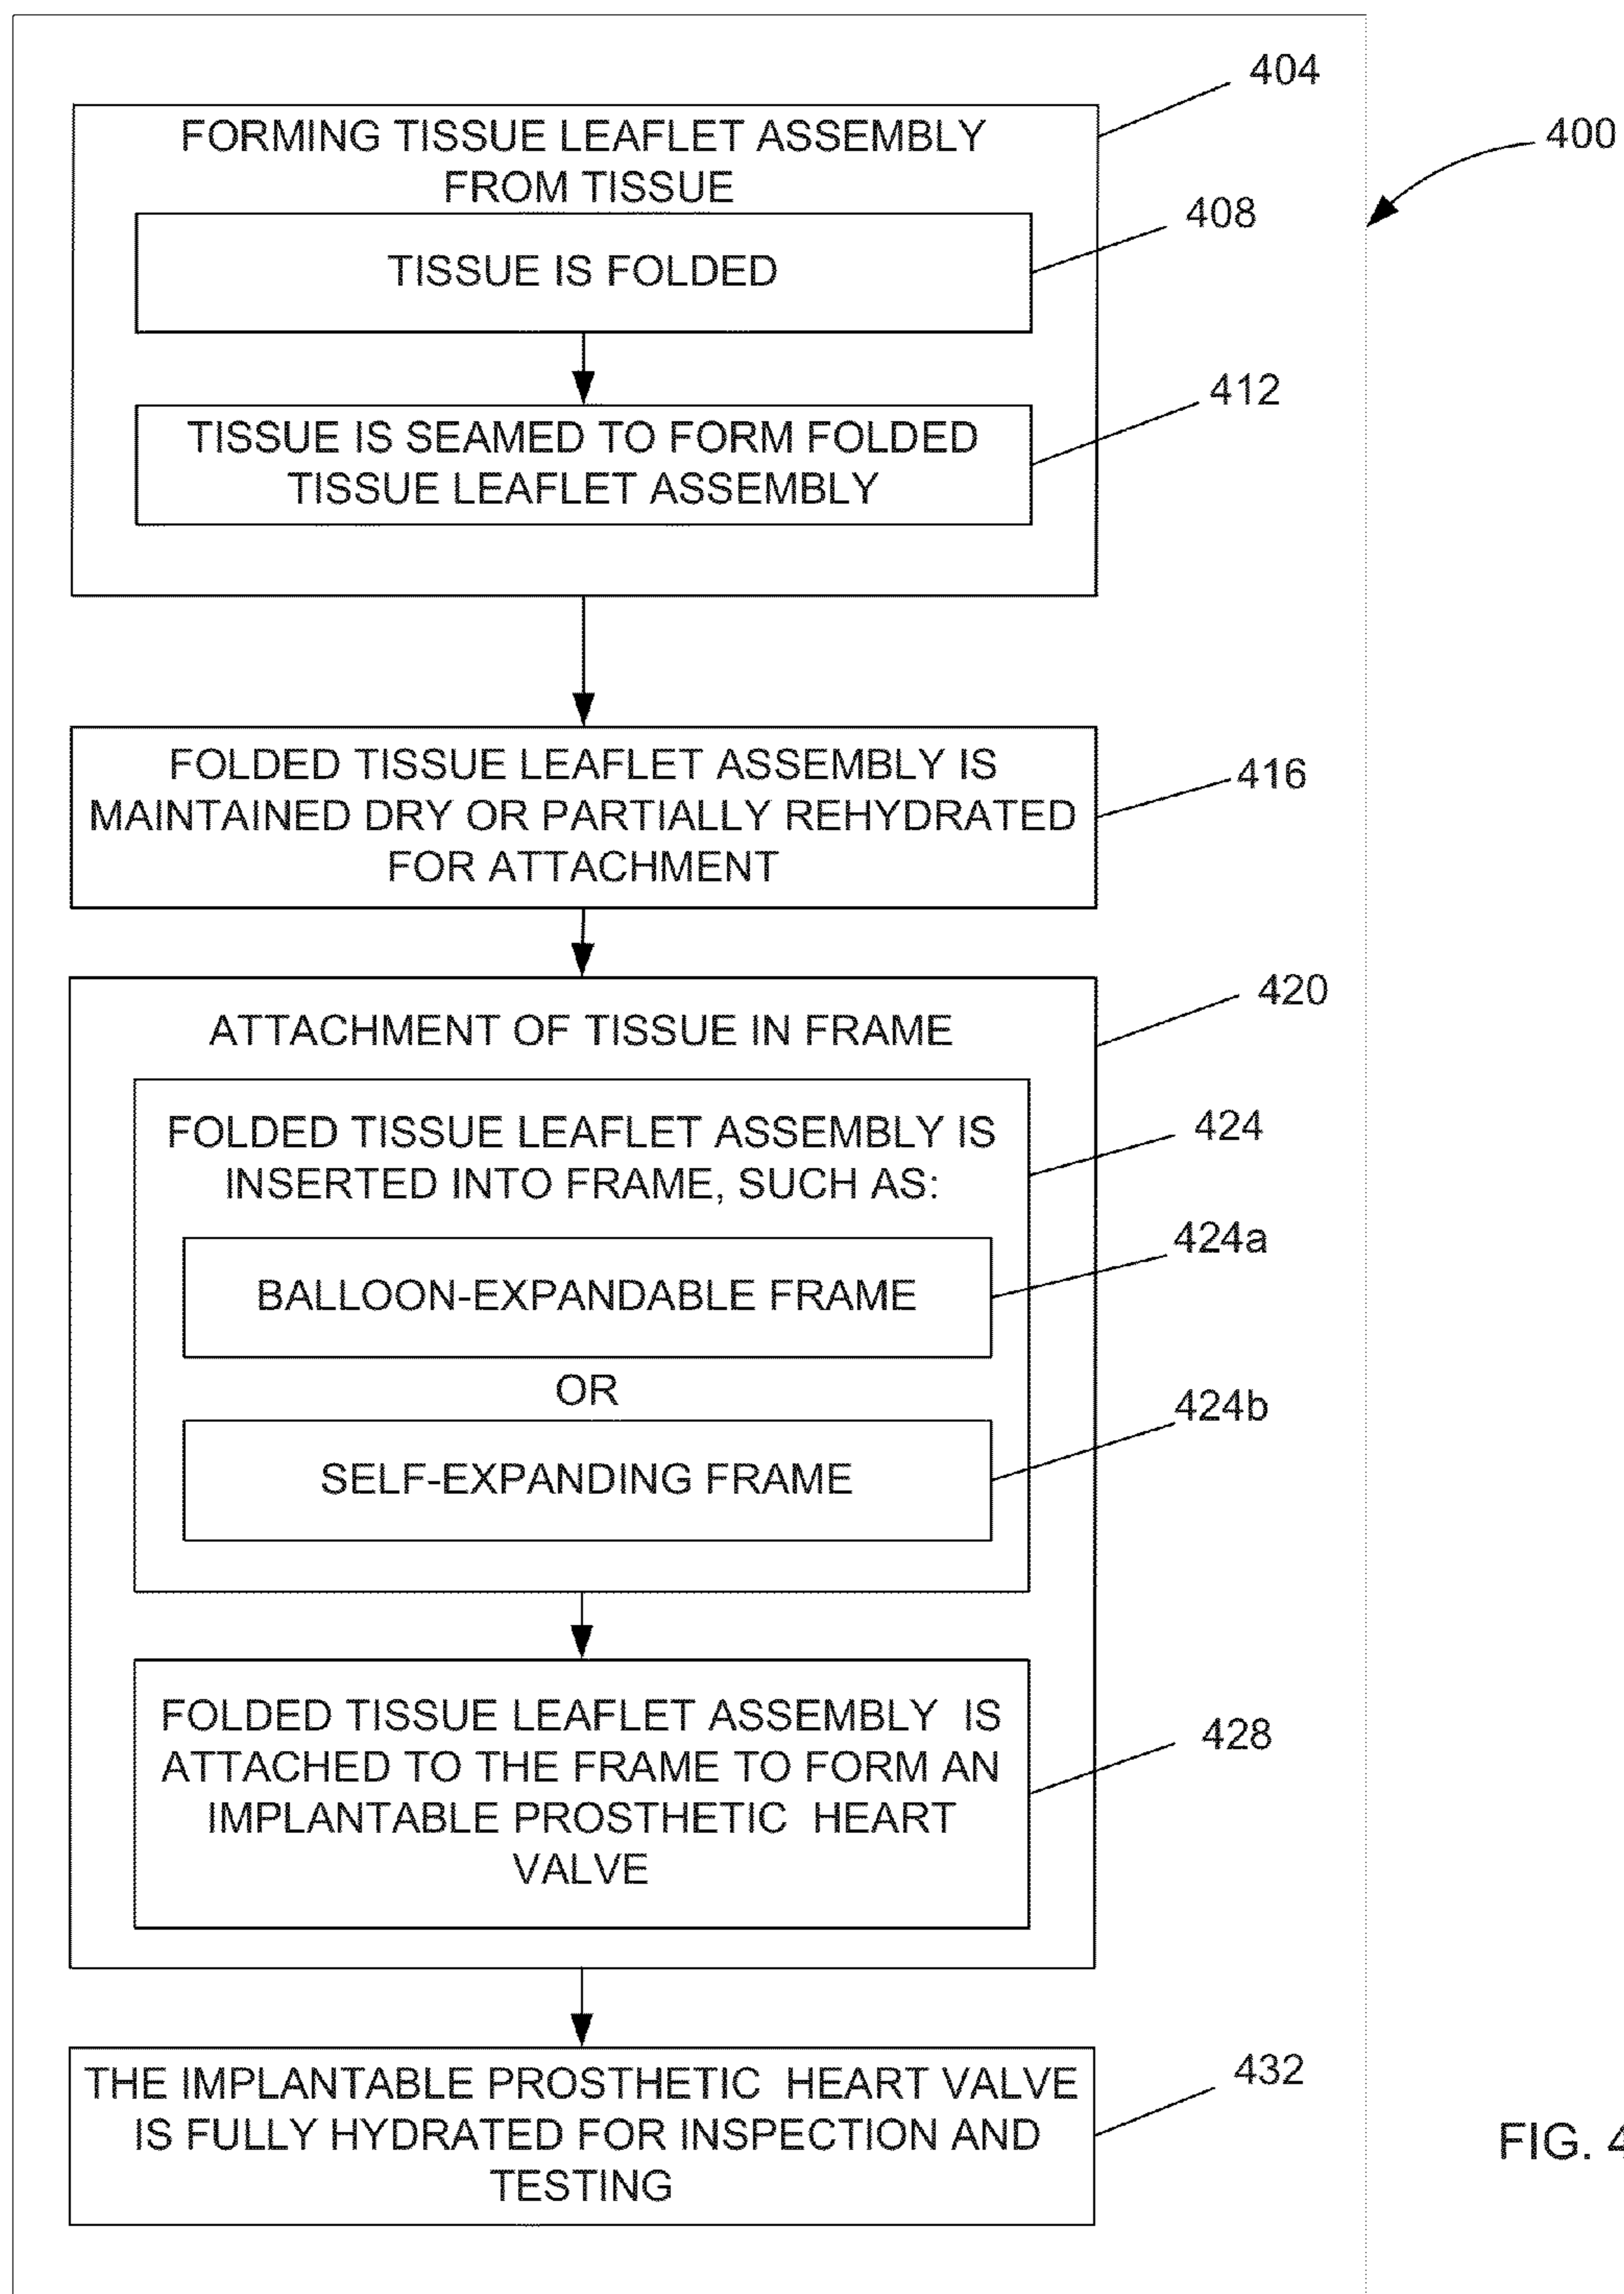 404
FORMING TISSUE LEAFLET ASSEMBLY
FROM TISSUE
400
408
TISSUE IS FOLDED
412
TISSUE IS SEAMED TO FORM FOLDED
TISSUE LEAFLET ASSEMBLY
FOLDED TISSUE LEAFLET ASSEMBLY IS
MAINTAINED DRY OR PARTIALLY REHYDRATED
FOR ATTACHMENT
416
420
ATTACHMENT OF TISSUE IN FRAME
FOLDED TISSUE LEAFLET ASSEMBLY IS
INSERTED INTO FRAME, SUCH AS:
424
424a
BALLOON-EXPANDABLE FRAME
OR
424b
SELF-EXPANDING FRAME
FOLDED TISSUE LEAFLET ASSEMBLY IS
ATTACHED TO THE FRAME TO FORM AN
IMPLANTABLE PROSTHETIC HEART
VALVE
428
THE IMPLANTABLE PROSTHETIC HEART VALVE
IS FULLY HYDRATED FOR INSPECTION AND
TESTING
432
FIG. 4